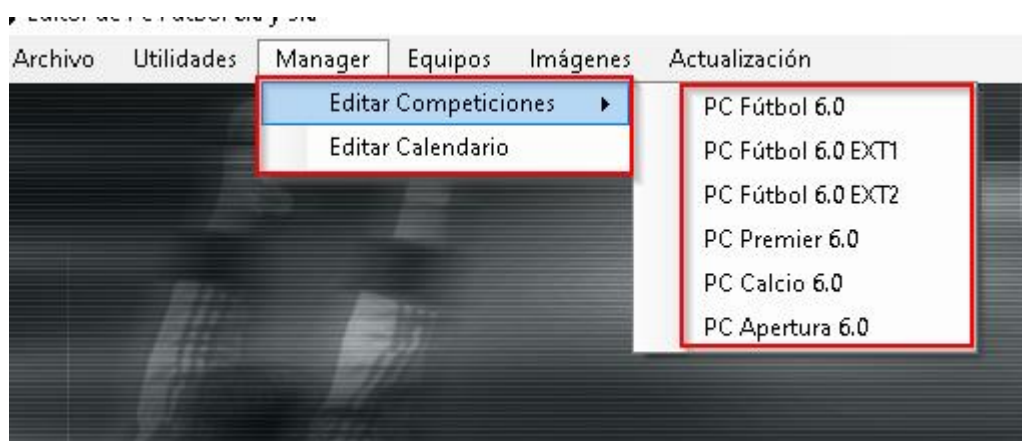 Archivo Utilidades Manager Equipos Imágenes Actualización
Editar Competiciones
Editar Calendario
PC Fútbol 6.0
PC Fútbol 6.0 EXT1
PC Fútbol 6.0 EXT2
PC Premier 6.0
PC Calcio 6.0
PC Apertura 6.0